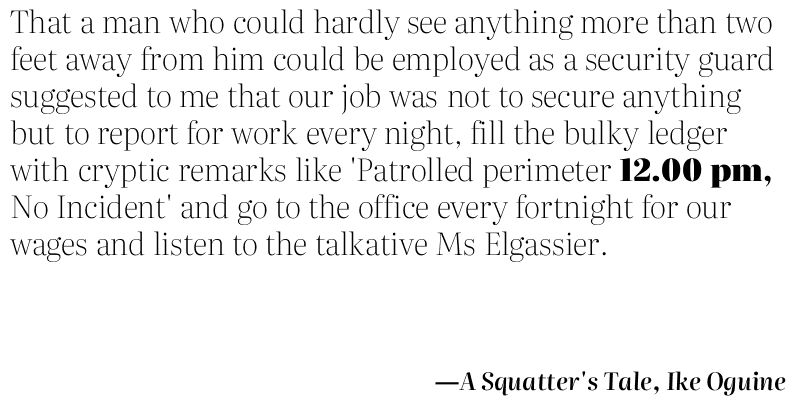 That a man who could hardly see anything more than two
feet away from him could be employed as a security guard
suggested to me that our job was not to secure anything
but to report for work every night, fill the bulky ledger
with cryptic remarks like 'Patrolled perimeter 12.00 pm,
No Incident' and go to the office every fortnight for our
wages and listen to the talkative Ms Elgassier.
—A Squatter's Tale, Ike Oguine